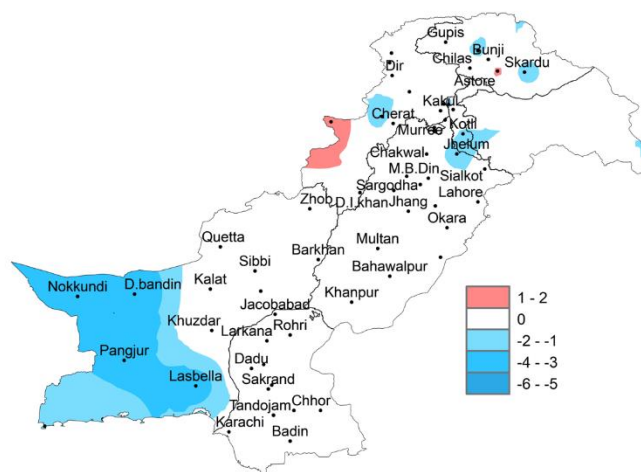 Gupis
Bunji
Dir
Chilas
Skardu
Astore
Kakul
Cherat
Kotli
Murree
Jhelum
Chakwal
M.B.Din
Sialkot
Sargodha
Lahore
Zhob
D.I.khan
Jhang
Okara
Quetta
Multan
Sibbi
Barkhan
Bahawalpur
Nokkundi
D.bandin
Kalat
Khanpur
1 - 2
Jacobabad
0
Khuzdar
Rohri
-2 - -1
Larkana
-4 - -3
Pangjur
Dadu
-6 - -5
Lasbella
Sakrand
Tandojam
Chhor
Karachi
Badin